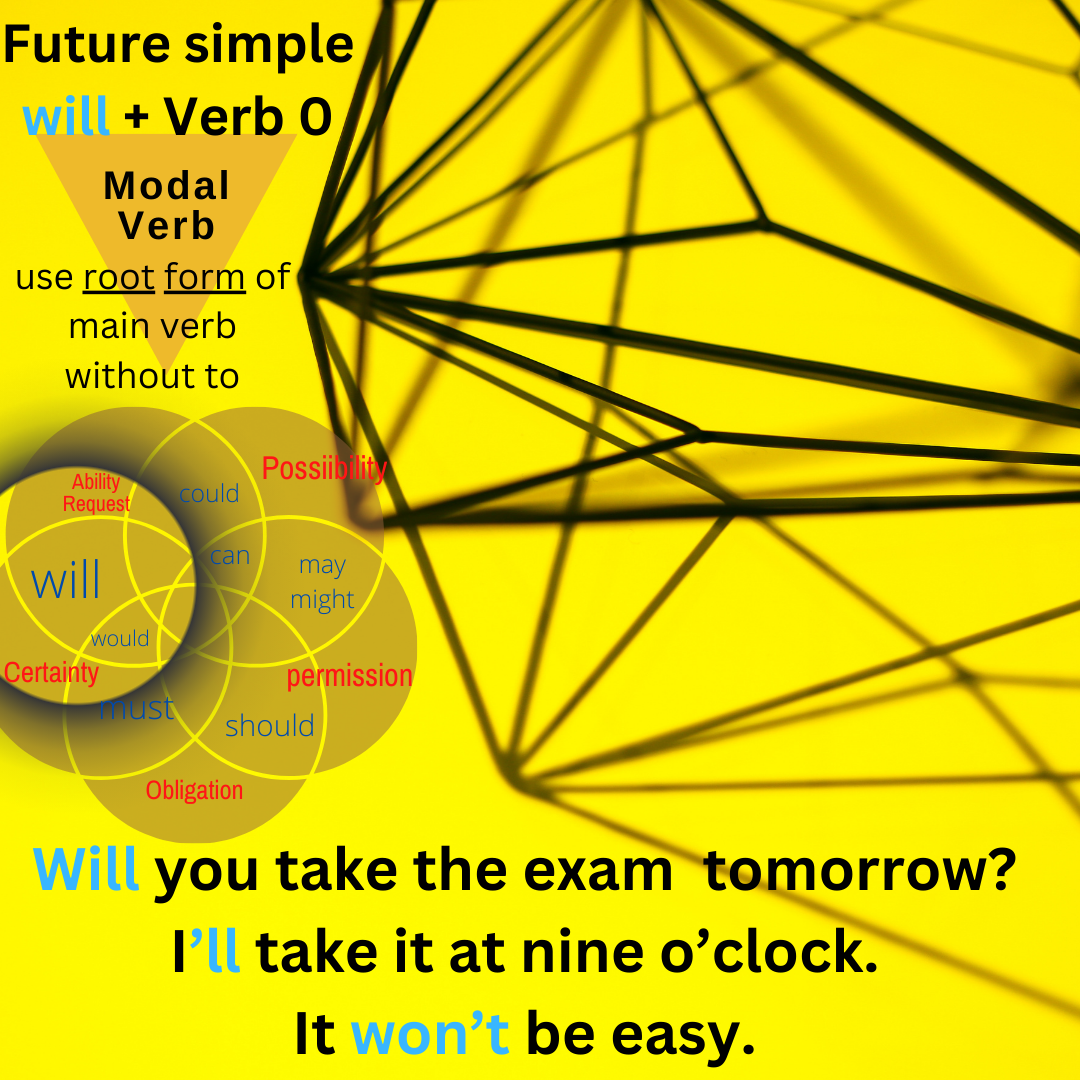 Future simple
will + Verb 0
Modal
Verb
use root form of
main verb
without to
Possiibility
Ability
Request
could
can
will
may
might
would
Certainty
permission
must
should
Obligation
Will you take the exam  tomorrow?
I’ll take it at nine o’clock.
It won’t be easy.